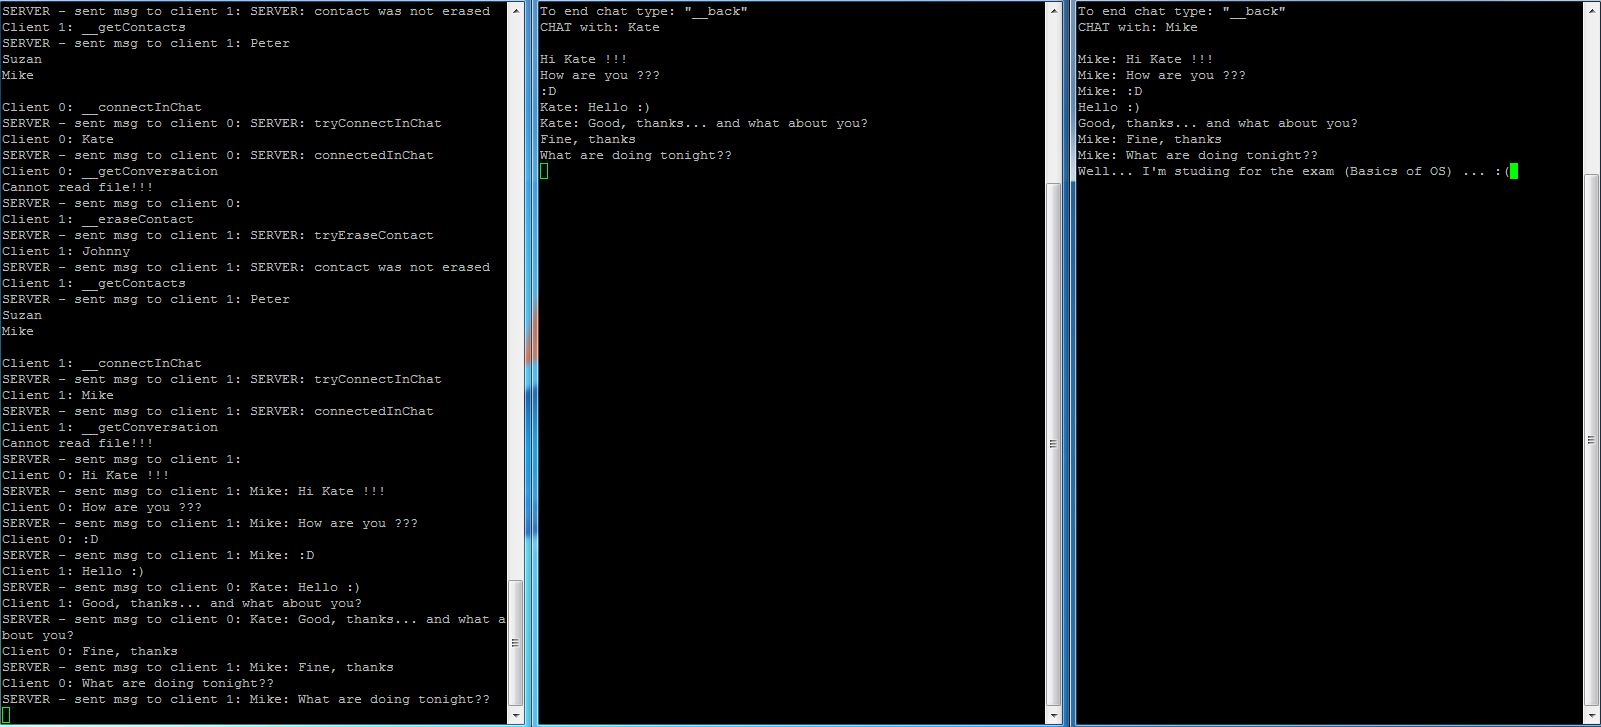 SERVER - sent msg to client 1: SERVER: contact was not erased
Client 1: __getContacts
SERVER - sent msg to client 1: Peter
Suzan
Mike
Client 0: __connectInChat
SERVER - sent msg to client 0: SERVER: tryConnectInChat
Client 0: Kate
SERVER - sent msg to client 0: SERVER: connectedInChat
Client 0: __getConversation
Cannot read file!!!
SERVER - sent msg to client 0:
Client 1: __eraseContact
SERVER - sent msg to client 1: SERVER: tryEraseContact
Client 1: Johnny
SERVER - sent msg to client 1: SERVER: contact was not erased
Client 1: __getContacts
SERVER - sent msg to client 1: Peter
Suzan
Mike
Client 1: __connectInChat
SERVER - sent msg to client 1: SERVER: tryConnectInChat
Client 1: Mike
SERVER - sent msg to client 1: SERVER: connectedInChat
Client 1: __getConversation
Cannot read file!!!
SERVER - sent msg to client 1:
Client 0: Hi Kate !!!
SERVER - sent msg to client 1: Mike: Hi Kate !!!
Client 0: How are you ???
SERVER - sent msg to client 1: Mike: How are you ???
Client 0: :D
SERVER - sent msg to client 1: Mike: :D
Client 1: Hello :)
SERVER - sent msg to client 0: Kate: Hello :)
Client 1: Good, thanks... and what about you?
SERVER - sent msg to client 0: Kate: Good, thanks... and what a
bout you?
Client 0: Fine, thanks
SERVER - sent msg to client 1: Mike: Fine, thanks
Client 0: What are doing tonight??
SERVER - sent msg to client 1: Mike: What are doing tonight??
To end chat type: "__back"
CHAT with: Kate
Hi Kate !!!
How are you ???
:D
Kate: Hello :)
Kate: Good, thanks... and what about you?
Fine, thanks
What are doing tonight??
To end chat type: "__back"
CHAT with: Mike
Mike: Hi Kate !!!
Mike: How are you ???
Mike: :D
Hello :)
Good, thanks... and what about you?
Mike: Fine, thanks
Mike: What are doing tonight??
Well... I'm studing for the exam (Basics of OS) ... :(